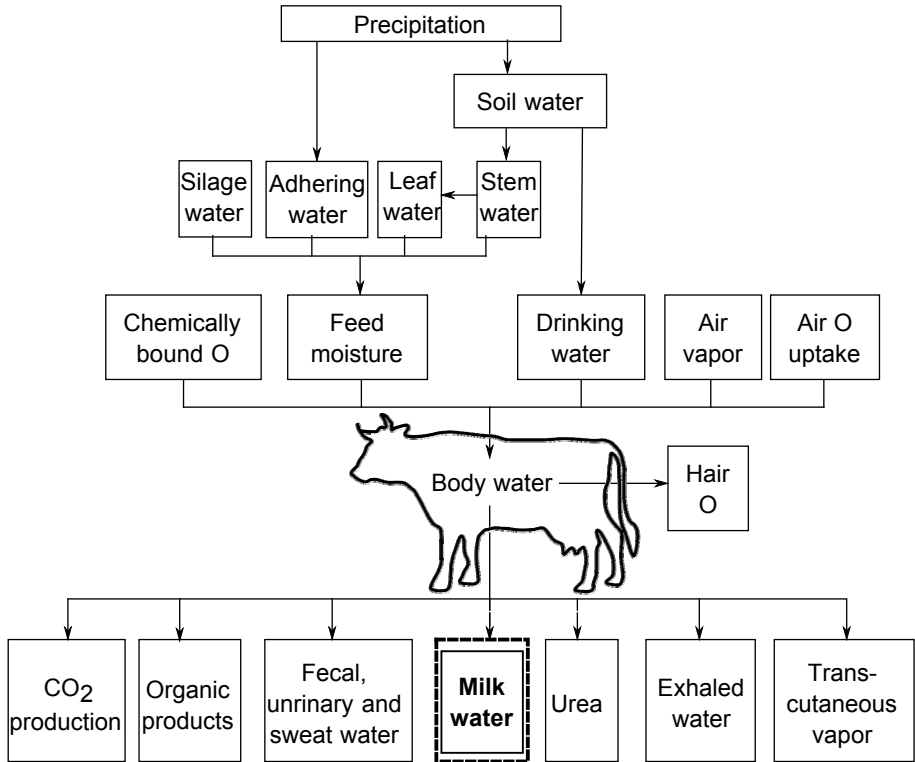 Precipitation
Soil water
Silage
water
Adhering
water
Leaf
water
Stem
water
Chemically
bound O
Feed
moisture
Drinking
water
Air
vapor
Air O
uptake
Body water
Hair
O
CO2
production
Organic
products
Fecal,
unrinary and
sweat water
Milk
water
Urea
Exhaled
water
Trans-
cutaneous
vapor